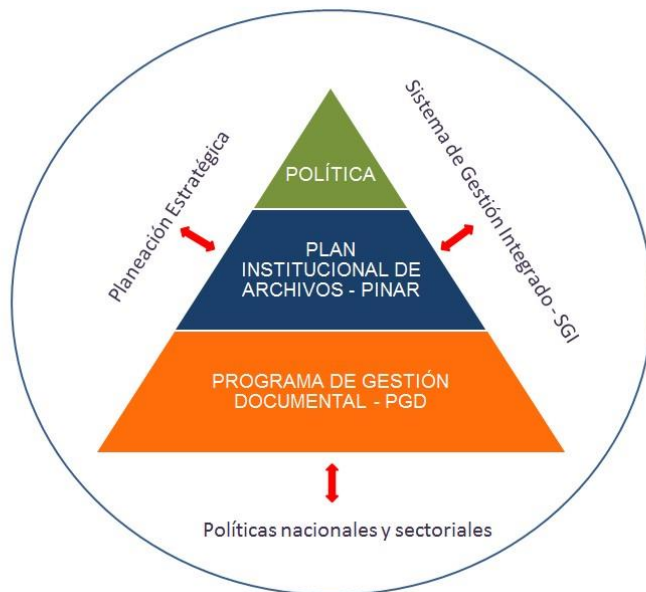 POLÍTICA
PLAN
INSTITUCIONAL DE
ARCHIVOS - PINAR
PROGRAMA DE GESTIÓN
DOCUMENTAL - PGD
Planeación Estratégica
Sistema de Gestión Integrado - SGI
Políticas nacionales y sectoriales